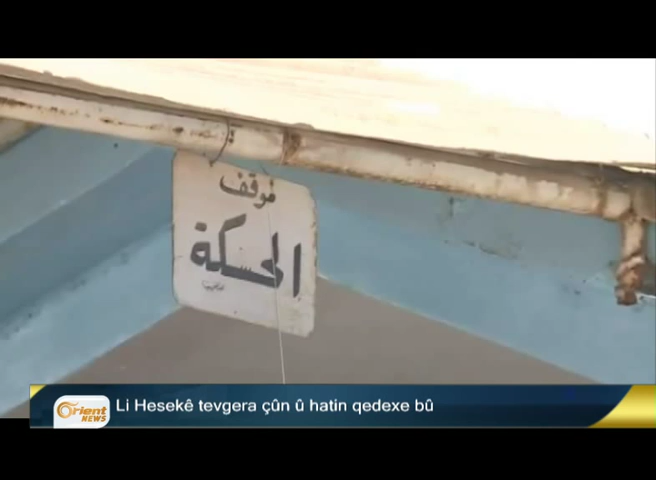 موقف
الحسكة
Orient
NEWS
Li Hesekê tevgera çûn û hatin qedexe bû